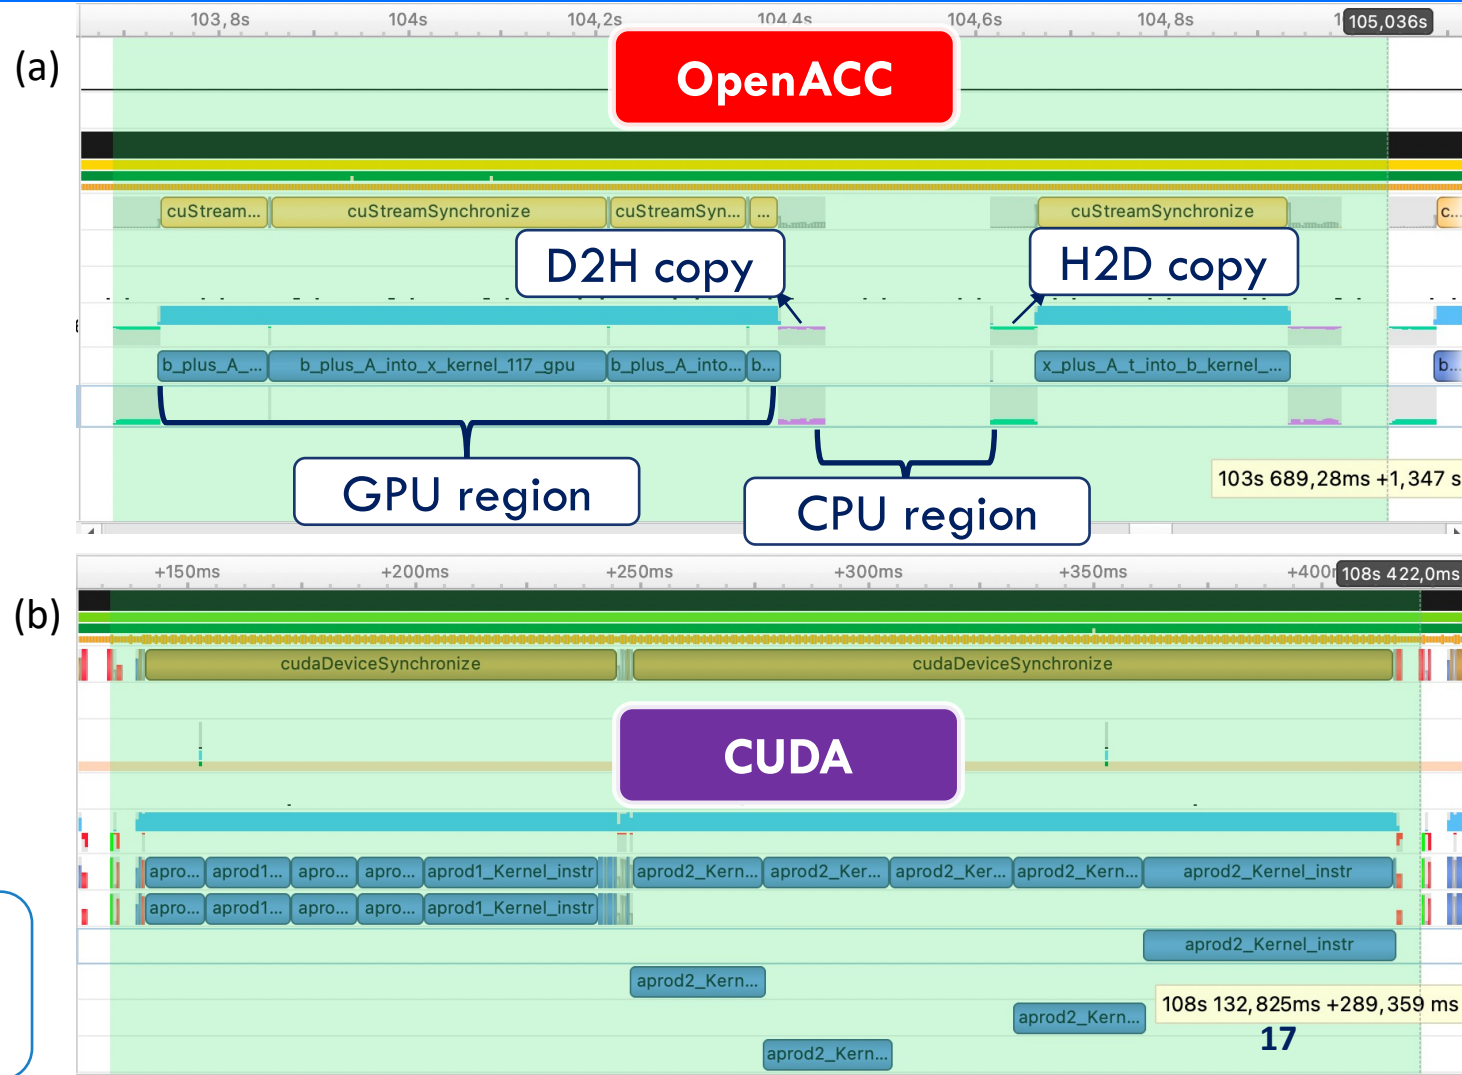 103,8s 104s 104,2s 104,4s 104,6s 104,8s 105,036s
(a)
OpenACC
cuStream... cuStreamSynchronize cuStreamSyn... ... cuStreamSynchronize c...
D2H copy H2D copy
b_plus_A_... b_plus_A_into_x_kernel_117_gpu b_plus_A_into... b... x_plus_A_t_into_b_kernel_... b...
GPU region
CPU region
103s 689,28ms +1,347 s
+150ms +200ms +250ms +300ms +350ms 108s 422,0ms
(b)
cudaDeviceSynchronize cudaDeviceSynchronize
CUDA
apro... aprod1... apro... apro... aprod1_Kernel_instr aprod2_Kern... aprod2_Ker... aprod2_Ker... aprod2_Kern... aprod2_Kernel_instr
apro... aprod1... apro... apro... aprod1_Kernel_instr
aprod2_Kernel_instr
aprod2_Kern...
108s 132,825ms +289,359 ms
aprod2_Kern...
17
aprod2_Kern...